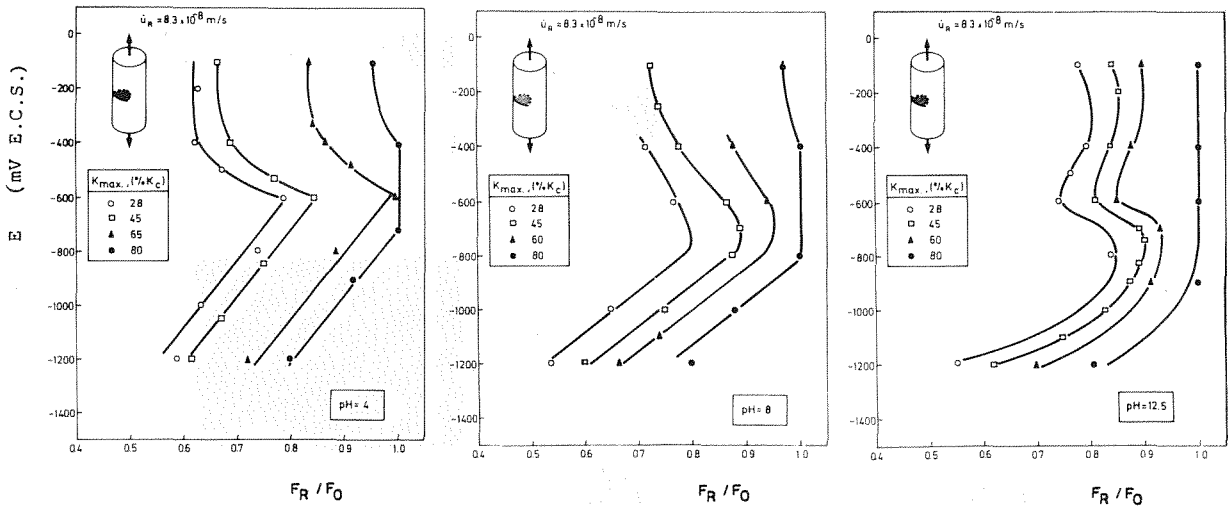 u̇R = 8.3 x 10⁻⁸ m/s
E (mV E.C.S.)
0
-200
-400
-600
-800
-1000
-1200
-1400
Kmax., (%Kc)
28
45
65
80
pH = 4
0.4 0.5 0.6 0.7 0.8 0.9 1.0
FR / FO
u̇R = 8.3 x 10⁻⁸ m/s
0
-200
-400
-600
-800
-1000
-1200
-1400
Kmax., (%Kc)
28
45
60
80
pH = 8
0.4 0.5 0.6 0.7 0.8 0.9 1.0
FR / FO
u̇R = 8.3 x 10⁻⁸ m/s
0
-200
-400
-600
-800
-1000
-1200
-1400
Kmax., (%Kc)
28
45
60
80
pH = 12.5
0.4 0.5 0.6 0.7 0.8 0.9 1.0
FR / FO